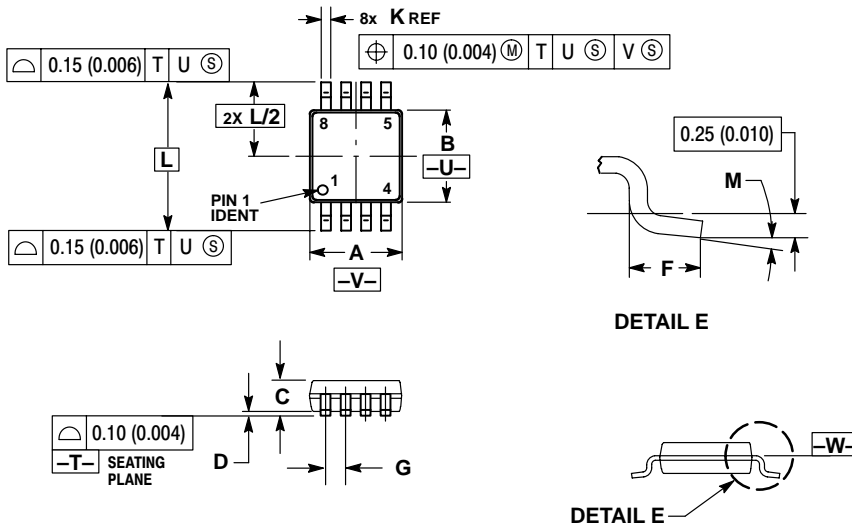 8x K REF
⌖ 0.10 (0.004) Ⓜ T U Ⓢ V Ⓢ
⌓ 0.15 (0.006) T U Ⓢ
2X L/2
L
8 5
1 4
PIN 1
IDENT
B
–U–
⌓ 0.15 (0.006) T U Ⓢ
A
–V–
0.25 (0.010)
M
F
DETAIL E
C
⌓ 0.10 (0.004)
–T– SEATING
PLANE
D
G
–W–
DETAIL E